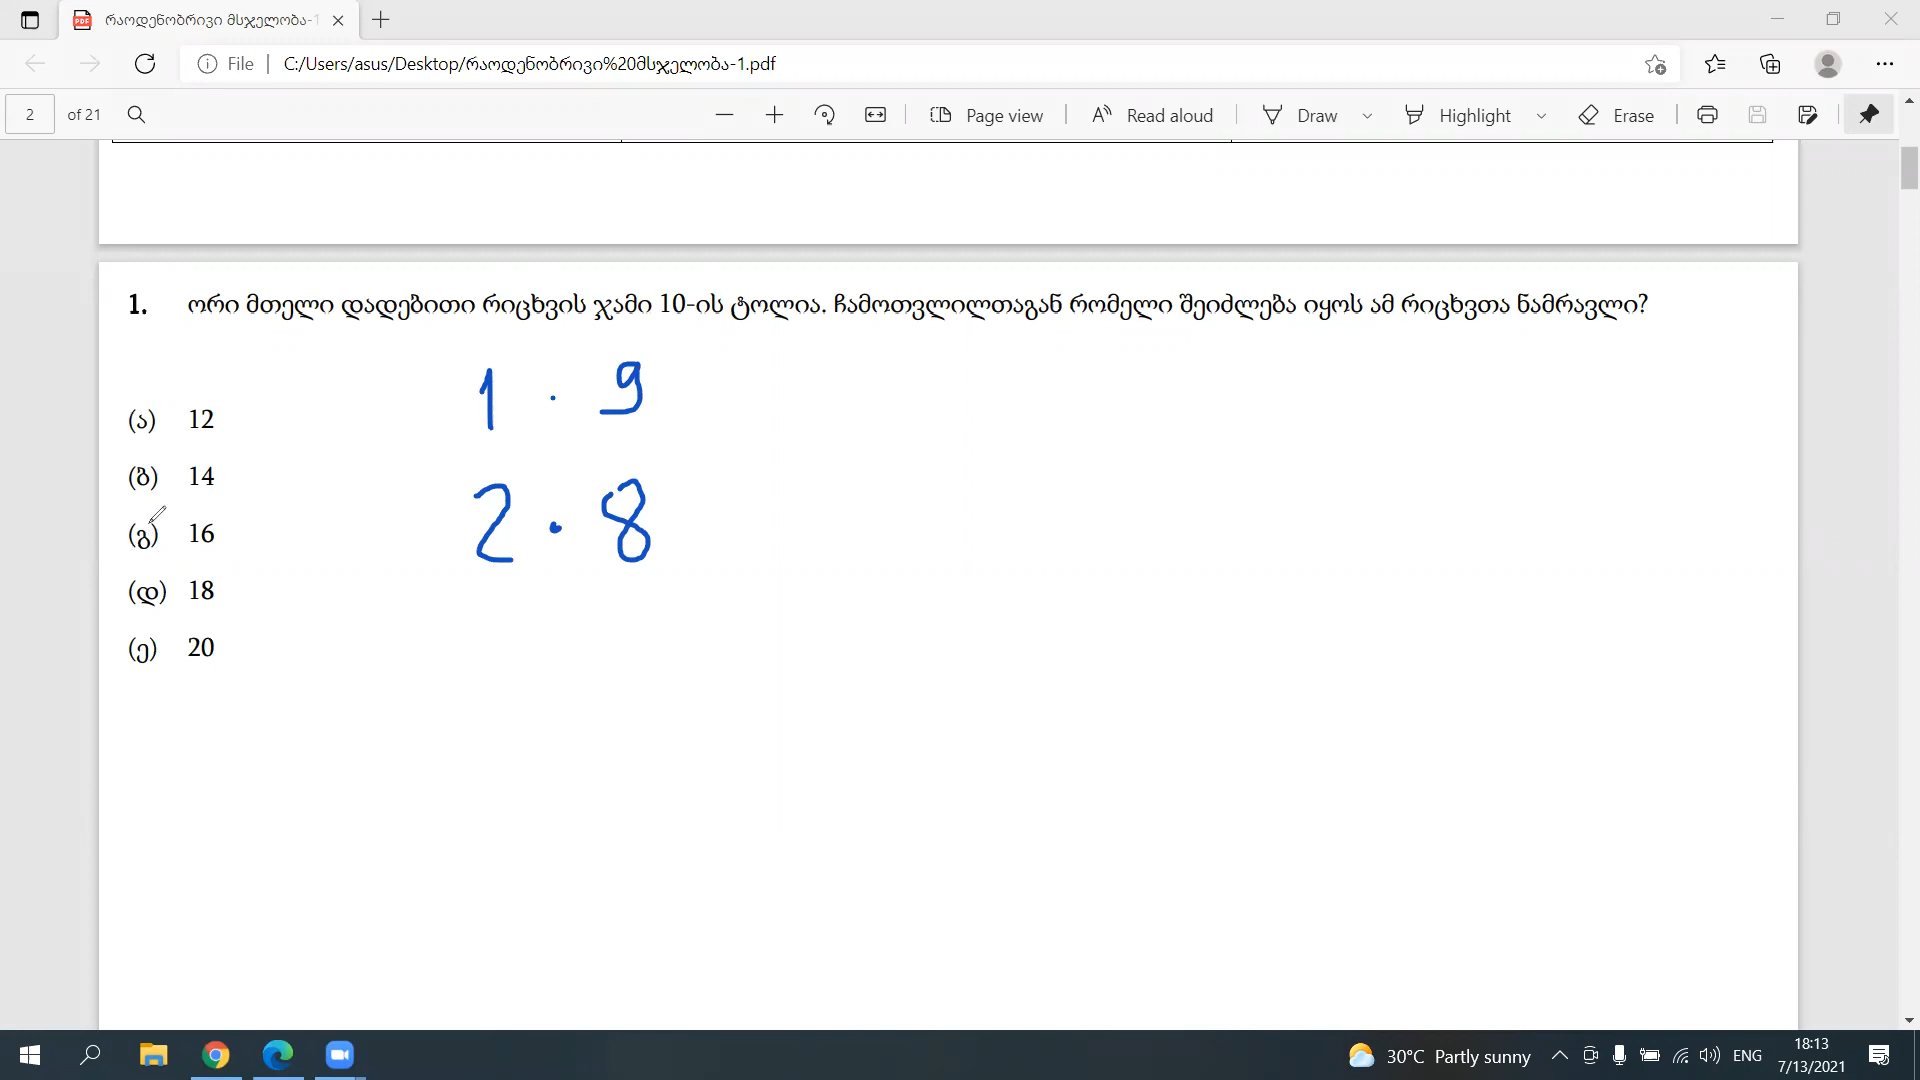 რაოდენობრივი მსჯელობა-1
File C:/Users/asus/Desktop/რაოდენობრივი%20მსჯელობა-1.pdf
2 of 21 Page view Read aloud Draw Highlight Erase
1. ორი მთელი დადებითი რიცხვის ჯამი 10-ის ტოლია. ჩამოთვლილთაგან რომელი შეიძლება იყოს ამ რიცხვთა ნამრავლი?
1 · 9
(ა) 12
(ბ) 14
2 · 8
(გ) 16
(დ) 18
(ე) 20
30°C Partly sunny ENG 18:13
7/13/2021